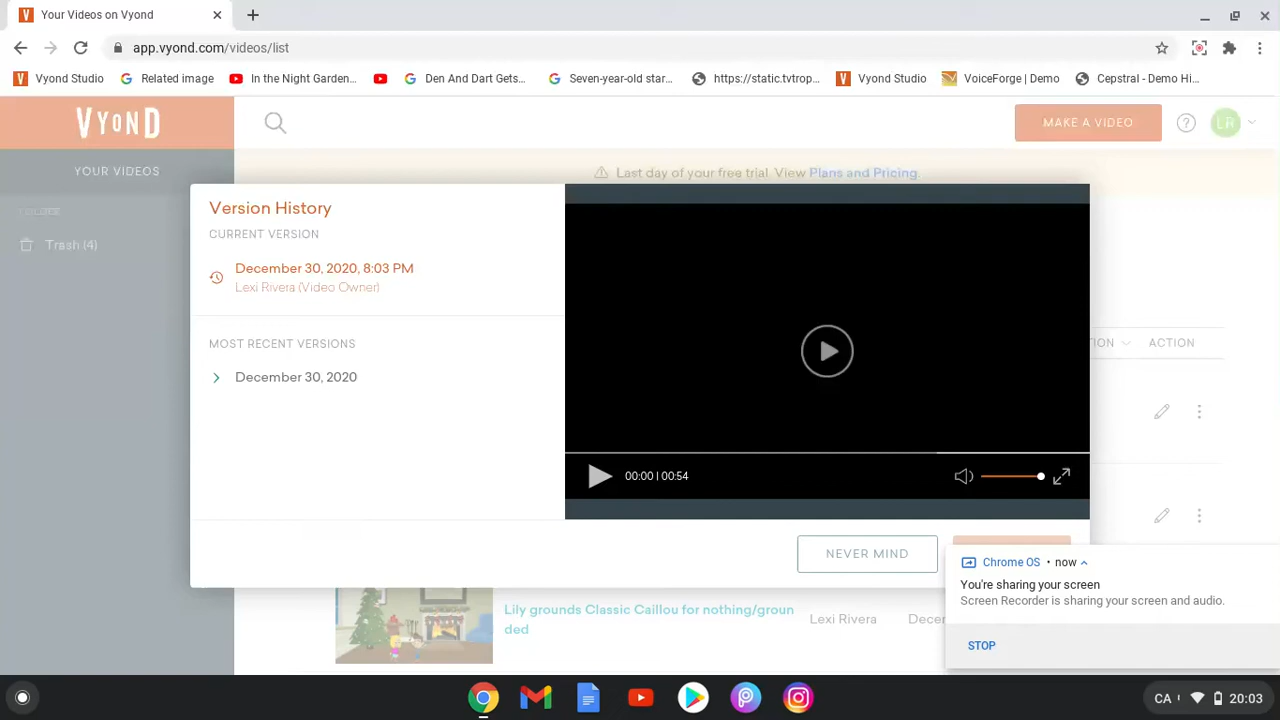 Your Videos on Vyond
app.vyond.com/videos/list
Vyond Studio
Related image
In the Night Garden...
Den And Dart Gets...
Seven-year-old star...
https://static.tvtrop...
Vyond Studio
VoiceForge | Demo
Cepstral - Demo Hi...
VYOND
MAKE A VIDEO
?
LR
YOUR VIDEOS
Last day of your free trial. View Plans and Pricing.
FOLDER
Trash (4)
Version History
CURRENT VERSION
December 30, 2020, 8:03 PM
Lexi Rivera (Video Owner)
MOST RECENT VERSIONS
December 30, 2020
00:00 | 00:54
TION
ACTION
NEVER MIND
Lily grounds Classic Caillou for nothing/groun
ded
Lexi Rivera
Decem
Chrome OS • now
You're sharing your screen
Screen Recorder is sharing your screen and audio.
STOP
CA
20:03